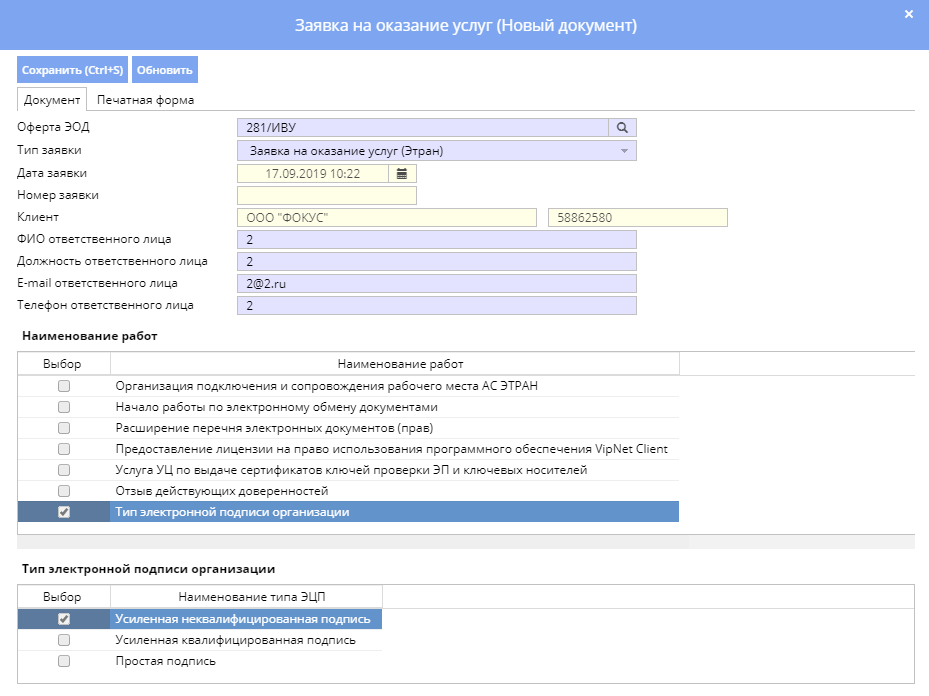 Заявка на оказание услуг (Новый документ)
×
Сохранить (Ctrl+S) Обновить
Документ Печатная форма
Оферта ЭОД 281/ИВУ
Тип заявки Заявка на оказание услуг (Этран)
Дата заявки 17.09.2019 10:22
Номер заявки
Клиент ООО "ФОКУС" 58862580
ФИО ответственного лица 2
Должность ответственного лица 2
E-mail ответственного лица 2@2.ru
Телефон ответственного лица 2
Наименование работ
Выбор Наименование работ
Организация подключения и сопровождения рабочего места АС ЭТРАН
Начало работы по электронному обмену документами
Расширение перечня электронных документов (прав)
Предоставление лицензии на право использования программного обеспечения VipNet Client
Услуга УЦ по выдаче сертификатов ключей проверки ЭП и ключевых носителей
Отзыв действующих доверенностей
Тип электронной подписи организации
Тип электронной подписи организации
Выбор Наименование типа ЭЦП
Усиленная неквалифицированная подпись
Усиленная квалифицированная подпись
Простая подпись